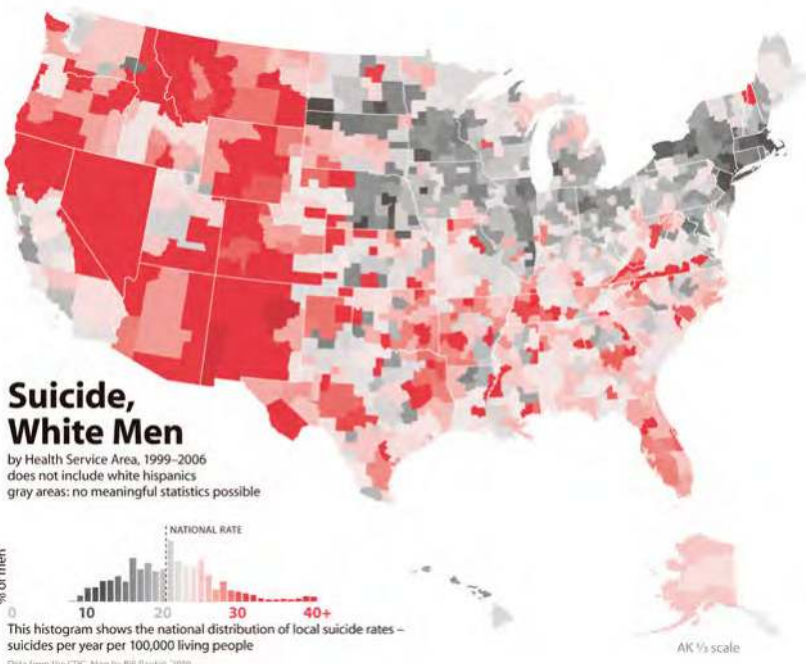 Suicide,
White Men
by Health Service Area, 1999–2006
does not include white hispanics
gray areas: no meaningful statistics possible
NATIONAL RATE
% of men
0 10 20 30 40+
This histogram shows the national distribution of local suicide rates –
suicides per year per 100,000 living people
AK ⅓ scale